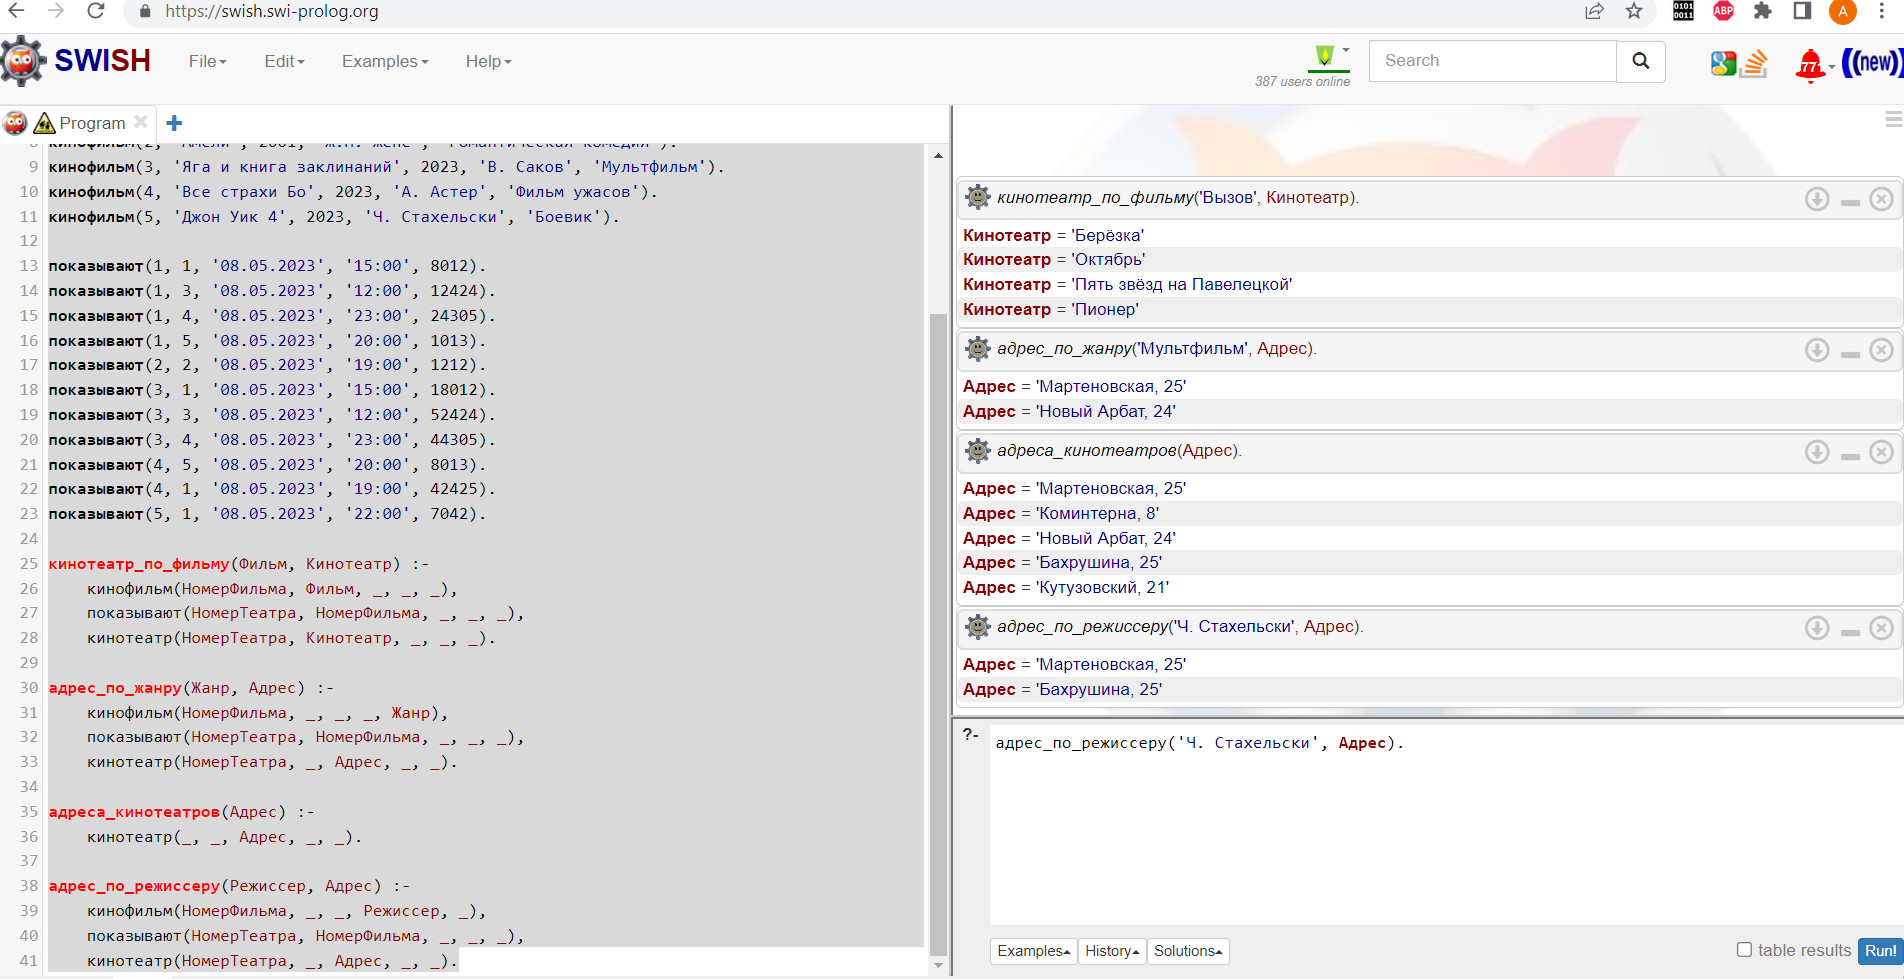 https://swish.swi-prolog.org
0101
0011
ABP
A
SWISH
File
Edit
Examples
Help
387 users online
Search
771
((new))
Program
9 кинофильм(3, 'Яга и книга заклинаний', 2023, 'В. Саков', 'Мультфильм').
10 кинофильм(4, 'Все страхи Бо', 2023, 'А. Астер', 'Фильм ужасов').
11 кинофильм(5, 'Джон Уик 4', 2023, 'Ч. Стахельски', 'Боевик').
12
13 показывают(1, 1, '08.05.2023', '15:00', 8012).
14 показывают(1, 3, '08.05.2023', '12:00', 12424).
15 показывают(1, 4, '08.05.2023', '23:00', 24305).
16 показывают(1, 5, '08.05.2023', '20:00', 1013).
17 показывают(2, 2, '08.05.2023', '19:00', 1212).
18 показывают(3, 1, '08.05.2023', '15:00', 18012).
19 показывают(3, 3, '08.05.2023', '12:00', 52424).
20 показывают(3, 4, '08.05.2023', '23:00', 44305).
21 показывают(4, 5, '08.05.2023', '20:00', 8013).
22 показывают(4, 1, '08.05.2023', '19:00', 42425).
23 показывают(5, 1, '08.05.2023', '22:00', 7042).
24
25 кинотеатр_по_фильму(Фильм, Кинотеатр) :-
26 кинофильм(НомерФильма, Фильм, _, _, _),
27 показывают(НомерТеатра, НомерФильма, _, _, _),
28 кинотеатр(НомерТеатра, Кинотеатр, _, _, _).
29
30 адрес_по_жанру(Жанр, Адрес) :-
31 кинофильм(НомерФильма, _, _, _, Жанр),
32 показывают(НомерТеатра, НомерФильма, _, _, _),
33 кинотеатр(НомерТеатра, _, Адрес, _, _).
34
35 адреса_кинотеатров(Адрес) :-
36 кинотеатр(_, _, Адрес, _, _).
37
38 адрес_по_режиссеру(Режиссер, Адрес) :-
39 кинофильм(НомерФильма, _, _, Режиссер, _),
40 показывают(НомерТеатра, НомерФильма, _, _, _),
41 кинотеатр(НомерТеатра, _, Адрес, _, _).
кинотеатр_по_фильму('Вызов', Кинотеатр).
Кинотеатр = 'Берёзка'
Кинотеатр = 'Октябрь'
Кинотеатр = 'Пять звёзд на Павелецкой'
Кинотеатр = 'Пионер'
адрес_по_жанру('Мультфильм', Адрес).
Адрес = 'Мартеновская, 25'
Адрес = 'Новый Арбат, 24'
адреса_кинотеатров(Адрес).
Адрес = 'Мартеновская, 25'
Адрес = 'Коминтерна, 8'
Адрес = 'Новый Арбат, 24'
Адрес = 'Бахрушина, 25'
Адрес = 'Кутузовский, 21'
адрес_по_режиссеру('Ч. Стахельски', Адрес).
Адрес = 'Мартеновская, 25'
Адрес = 'Бахрушина, 25'
?- адрес_по_режиссеру('Ч. Стахельски', Адрес).
Examples
History
Solutions
table results
Run!